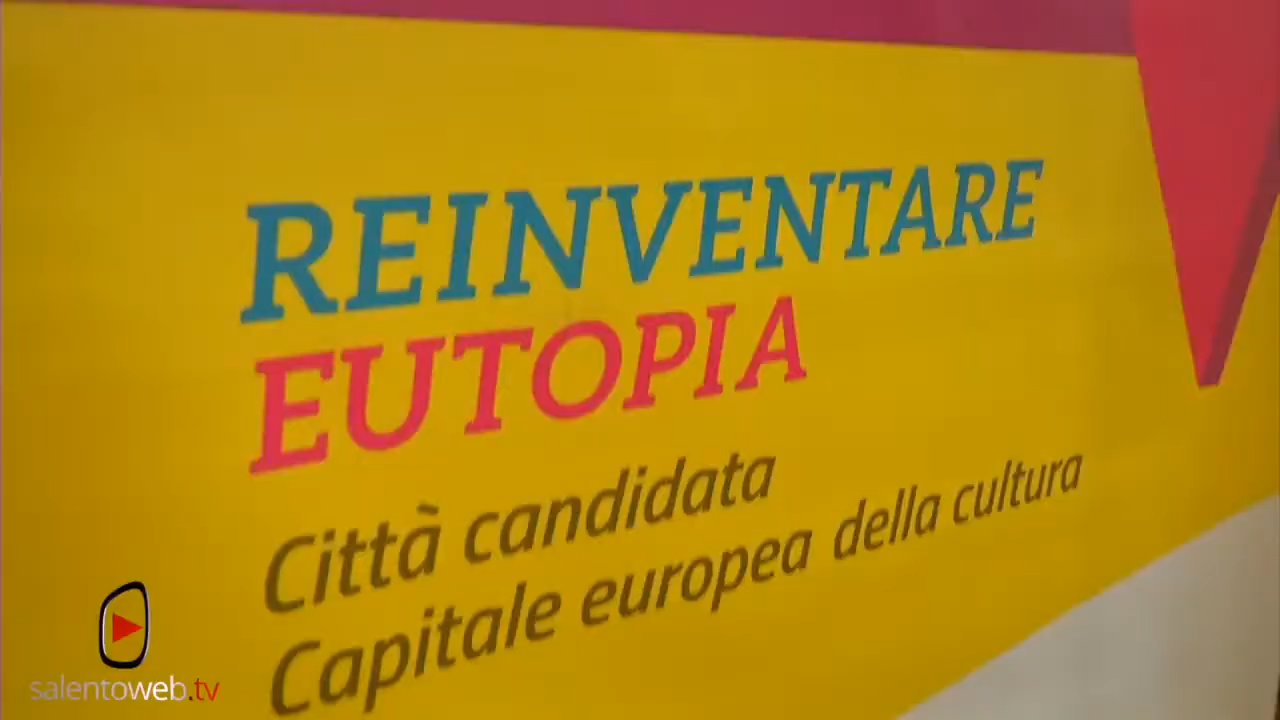 REINVENTARE
EUTOPIA
Città candidata
Capitale europea della cultura
salentoweb.tv